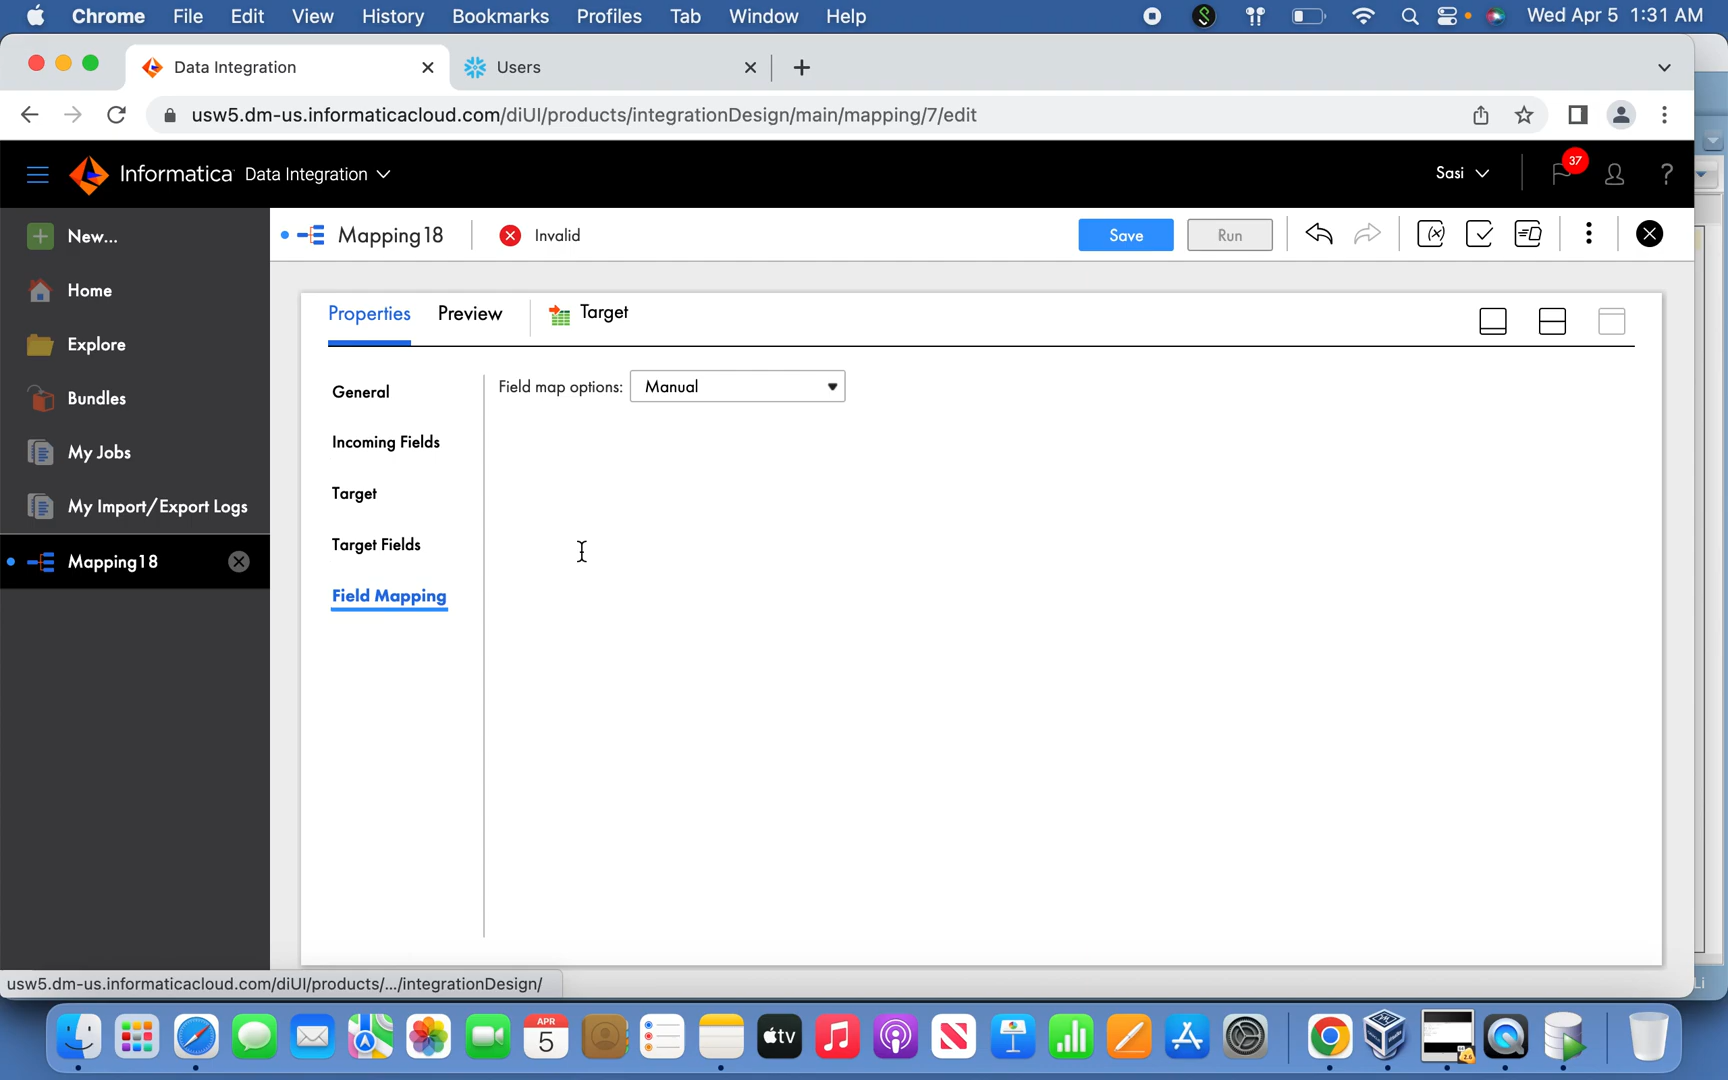 Chrome File Edit View History Bookmarks Profiles Tab Window Help Wed Apr 5 1:31 AM
Data Integration Users
usw5.dm-us.informaticacloud.com/diUI/products/integrationDesign/main/mapping/7/edit
Informatica Data Integration Sasi 37 ?
New... Mapping18 Invalid Save Run
Home
Explore
Bundles
My Jobs
My Import/Export Logs
Mapping18
Properties Preview Target
General Field map options: Manual
Incoming Fields
Target
Target Fields
Field Mapping
usw5.dm-us.informaticacloud.com/diUI/products/.../integrationDesign/
Li
APR
5
tv
2.6